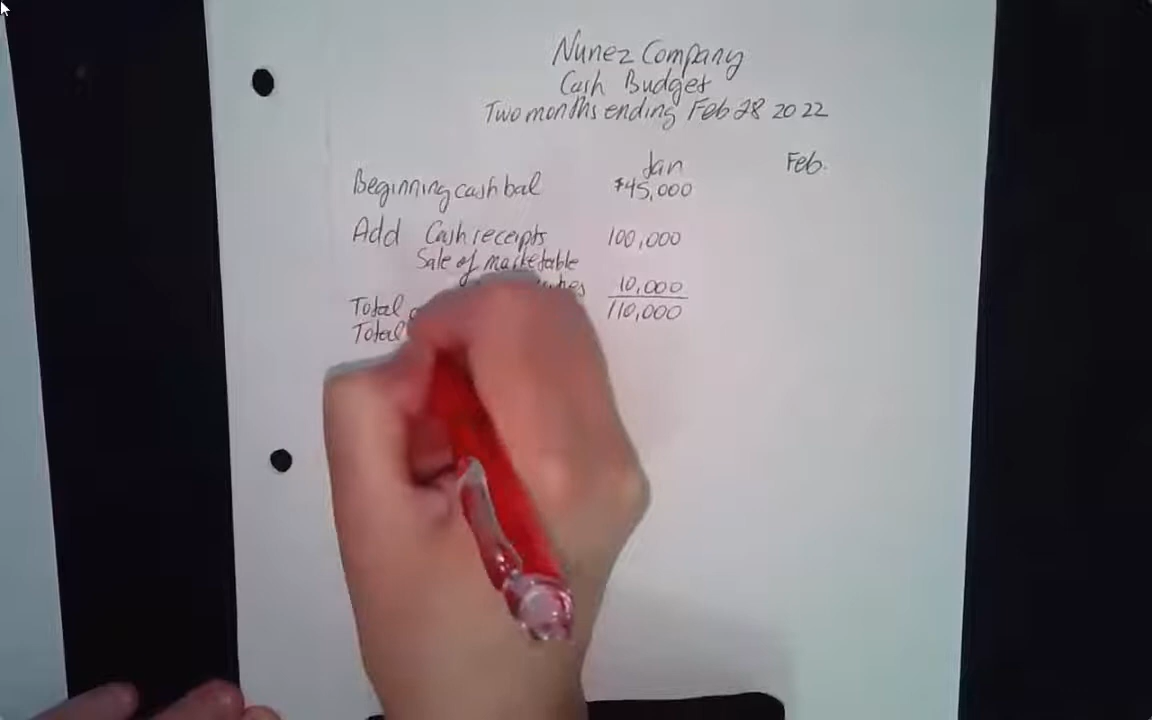 Nunez Company
Cash Budget
Two months ending Feb 28 2022
Jan Feb.
Beginning cash bal $45,000
Add Cash receipts 100,000
Sale of marketable
10,000
Total 110,000
Total